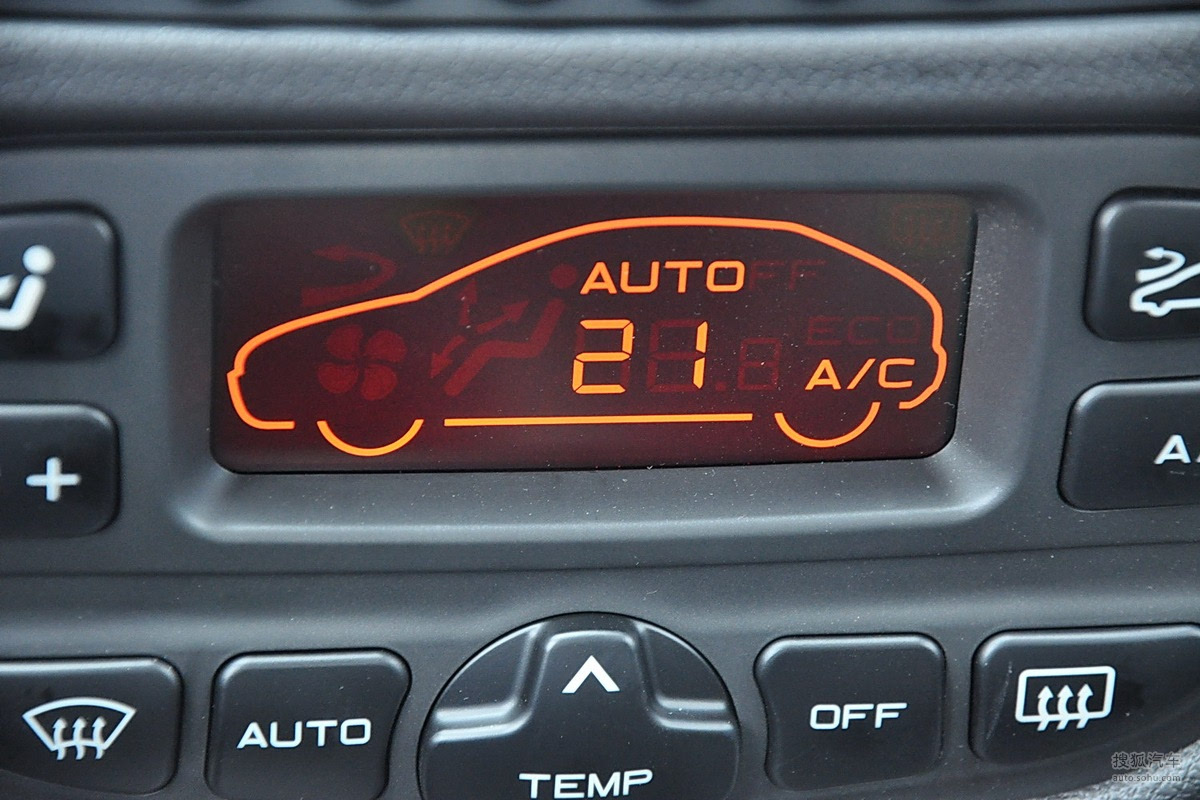 AUTO
21
A/C
+
AUTO
TEMP
OFF
搜狐汽车
auto.sohu.com